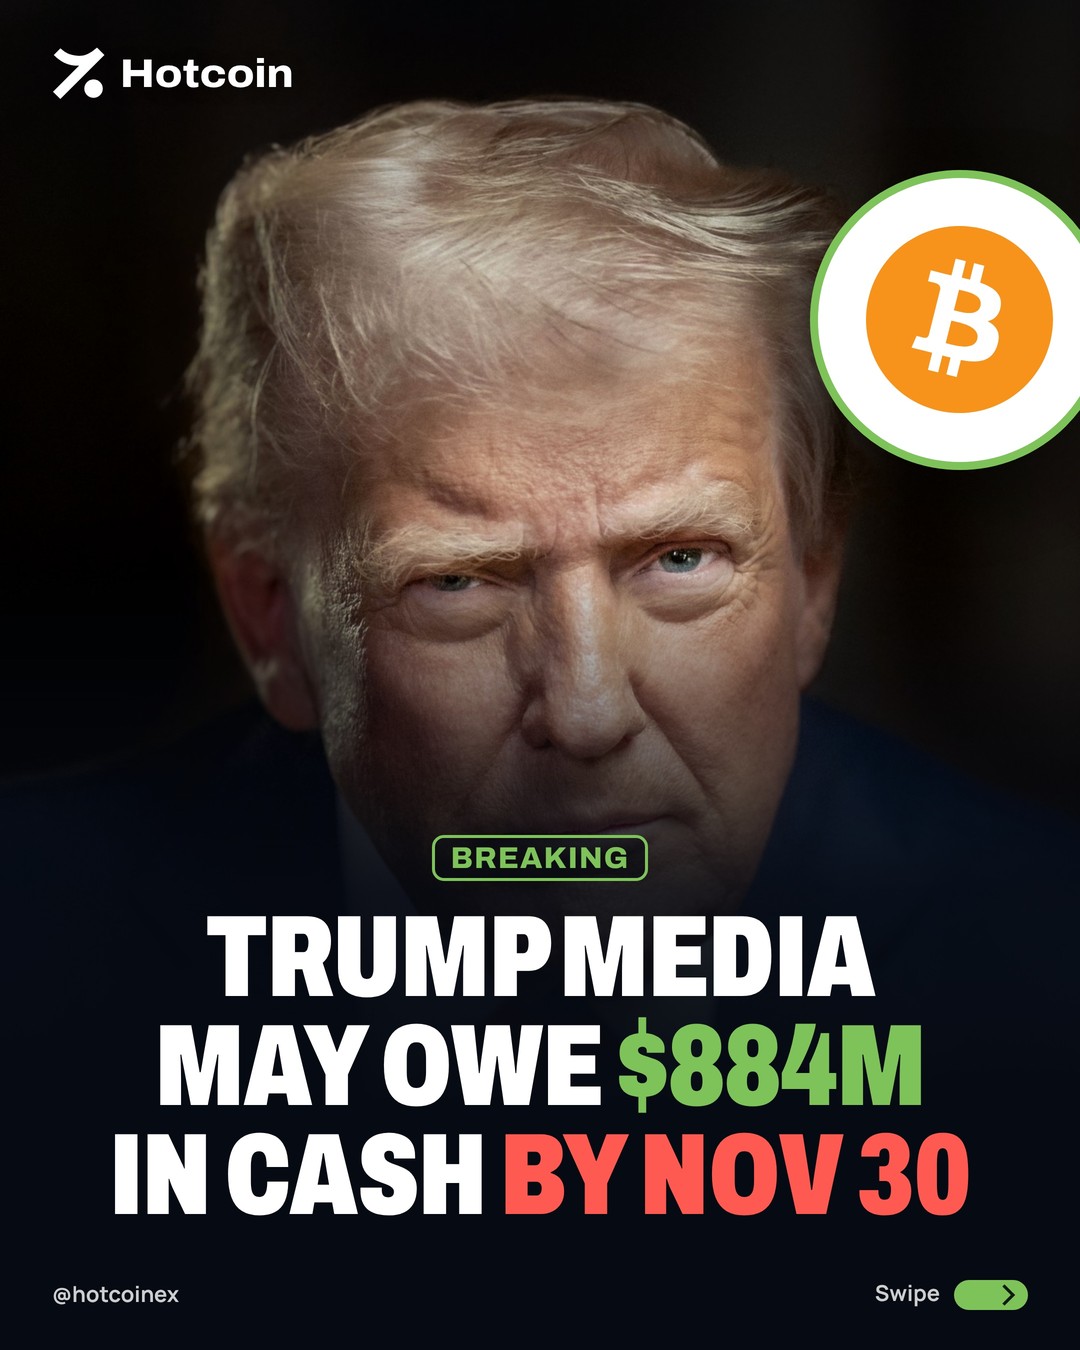 Hotcoin
BREAKING
TRUMP MEDIA
MAY OWE $884M
IN CASH BY NOV 30
@hotcoinex
Swipe